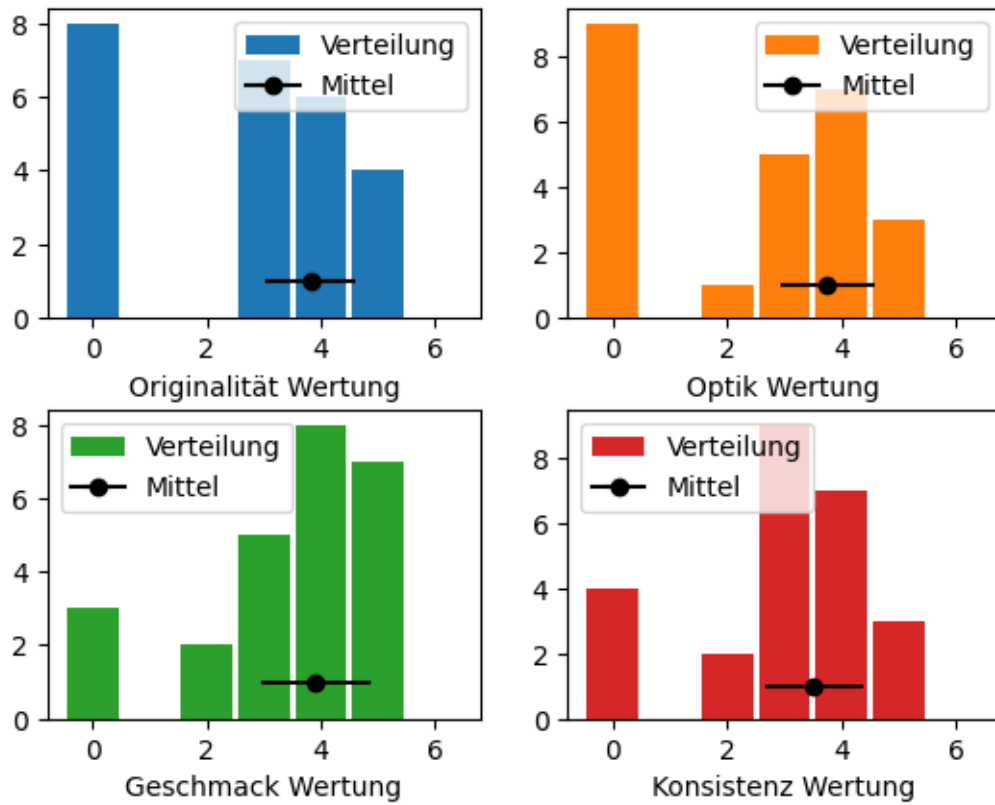 8
6
4
2
0
Verteilung
Mittel
0 2 4 6
Originalität Wertung
8
6
4
2
0
Verteilung
Mittel
0 2 4 6
Optik Wertung
8
6
4
2
0
Verteilung
Mittel
0 2 4 6
Geschmack Wertung
8
6
4
2
0
Verteilung
Mittel
0 2 4 6
Konsistenz Wertung